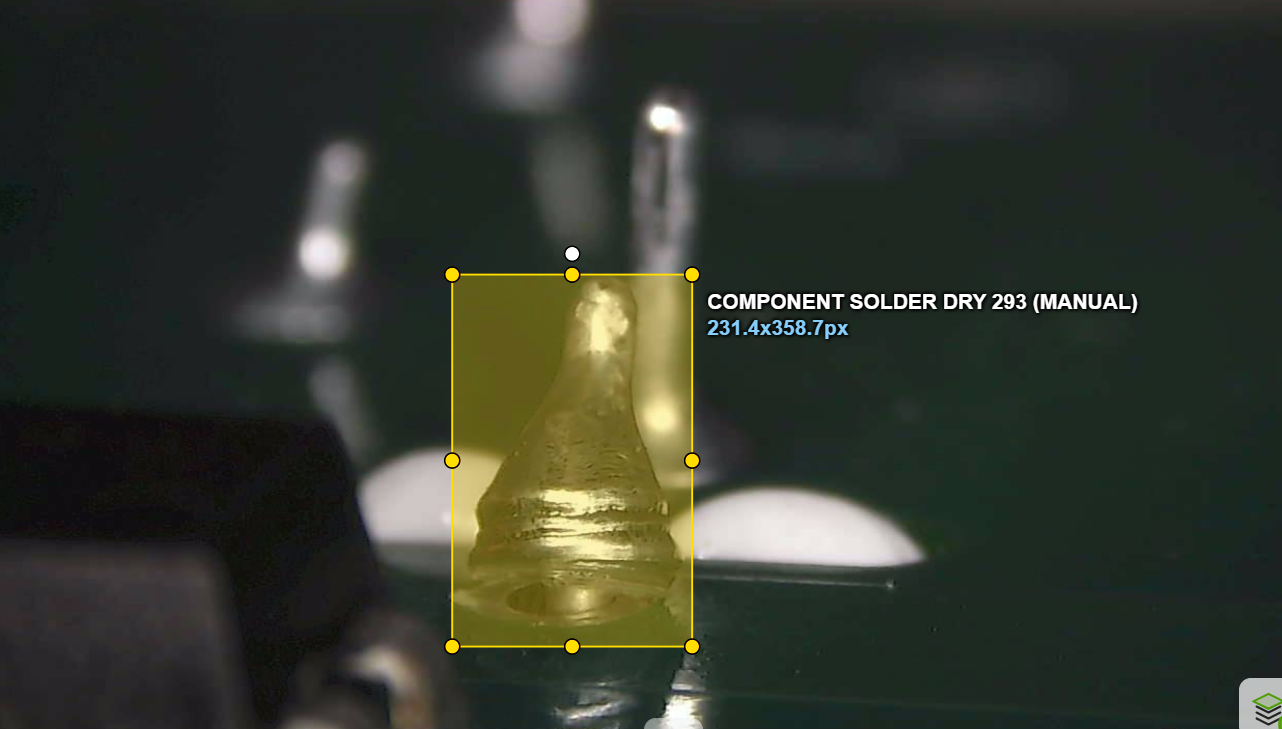 COMPONENT SOLDER DRY 293 (MANUAL)
231.4x358.7px